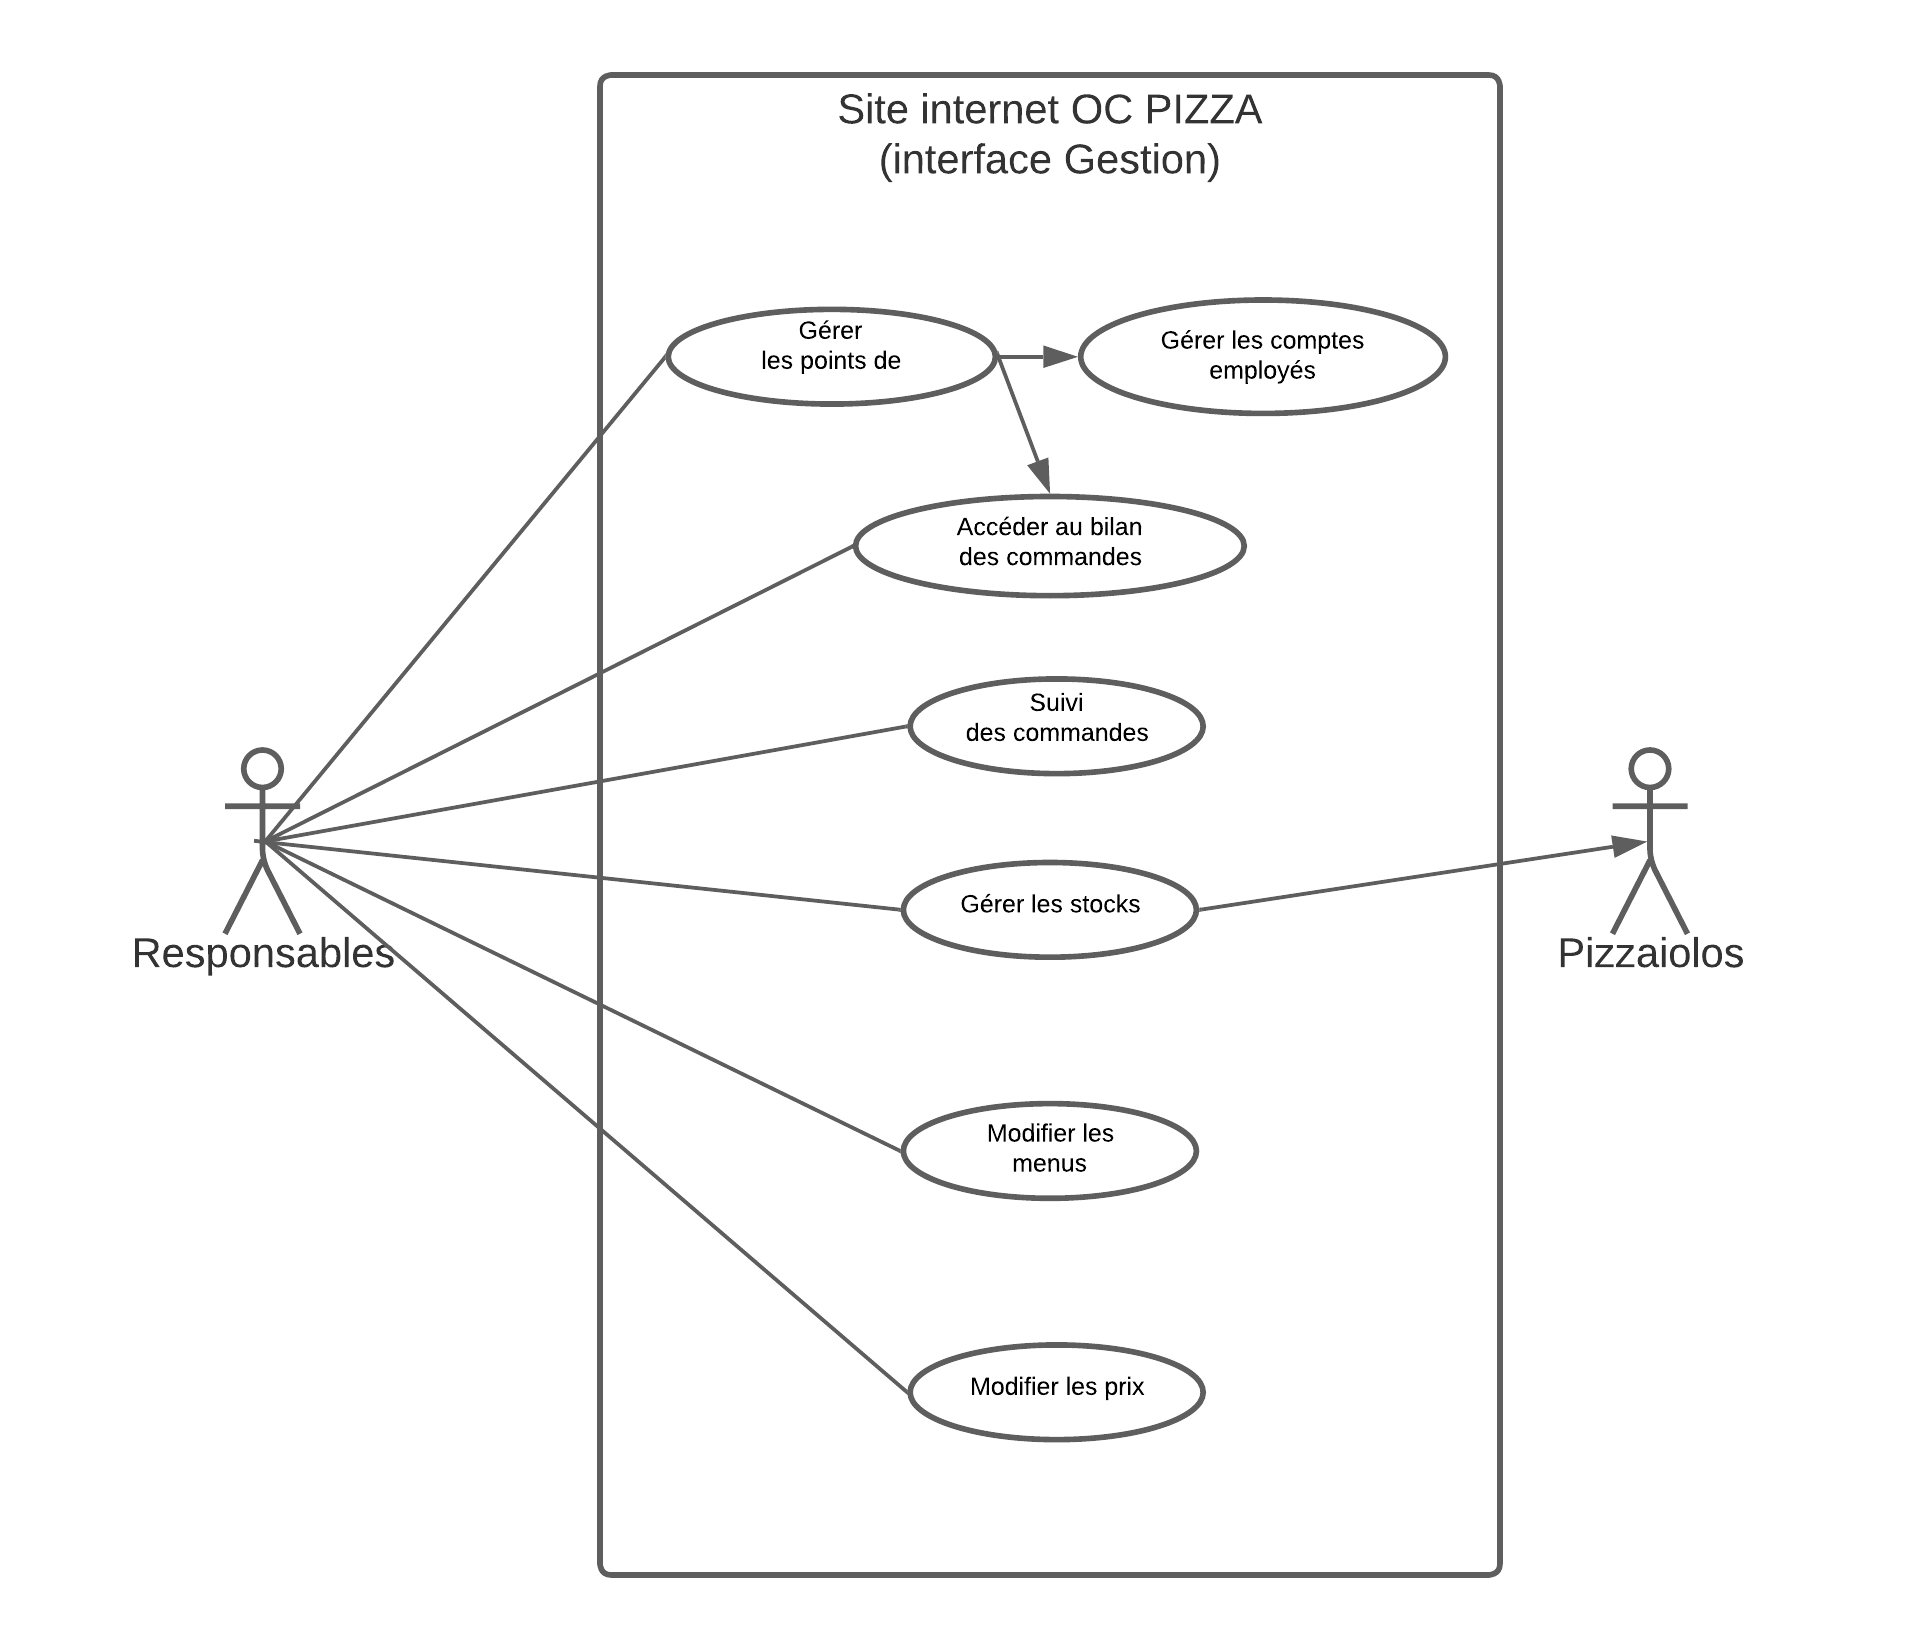 Site internet OC PIZZA
(interface Gestion)
Gérer
les points de
Gérer les comptes
employés
Accéder au bilan
des commandes
Suivi
des commandes
Gérer les stocks
Responsables
Pizzaiolos
Modifier les
menus
Modifier les prix